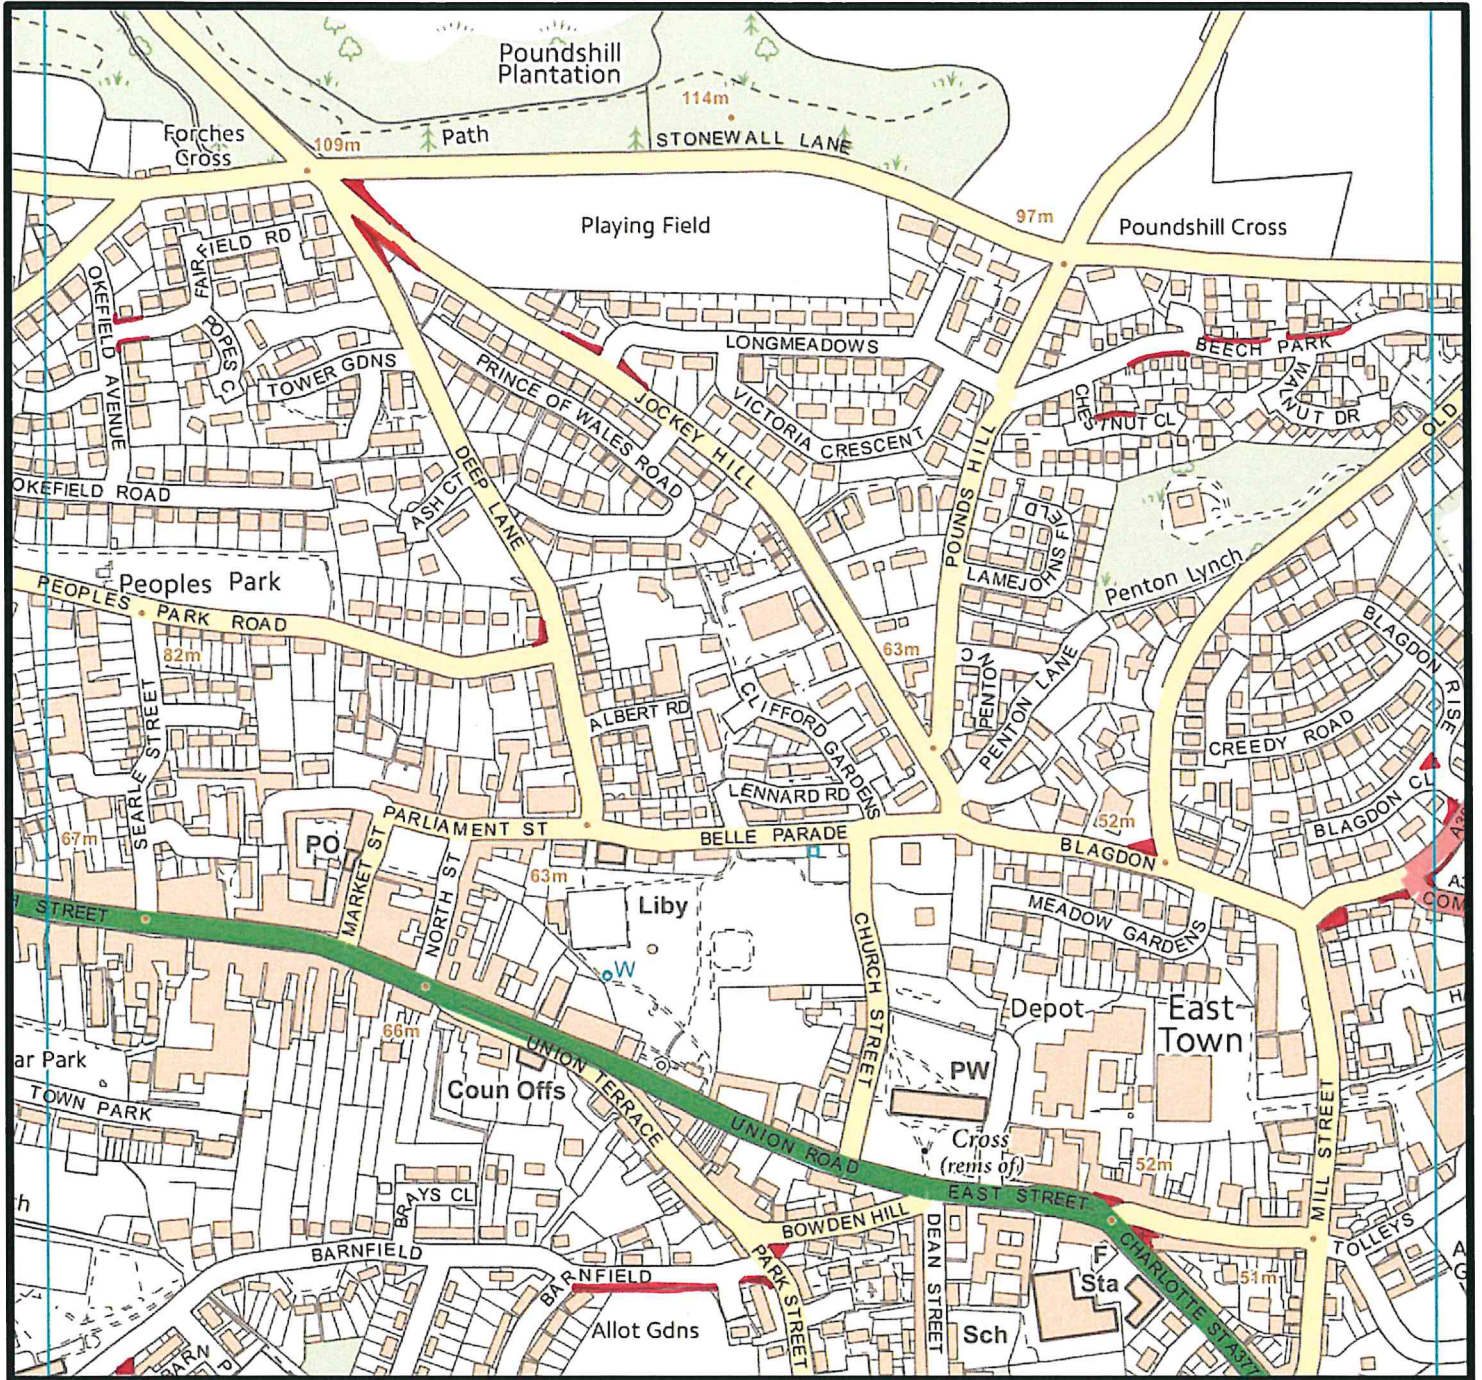 Poundshill
Plantation
114m
Forches
Cross
109m
Path
STONEWALL LANE
97m
Playing Field
Poundshill Cross
FAIRFIELD RD
OKEFIELD AVENUE
POPES C
TOWER GDNS
LONGMEADOWS
BEECH PARK
PRINCE OF WALES ROAD
JOCKEY HILL
VICTORIA CRESCENT
WALNUT DR
CHESTNUT CL
OLD
DEEP LANE
POUNDS HILL
OKEFIELD ROAD
ASH CT
LAMEJOHNS FIELD
Penton Lynch
Peoples Park
PEOPLES PARK ROAD
BLAGDON RISE
82m
63m
PENTON C
PENTON LANE
SEARLE STREET
ALBERT RD
CLIFFORD GARDENS
CREEDY ROAD
LENNARD RD
BLAGDON CL
PARLIAMENT ST
BELLE PARADE
52m
BLAGDON
67m
PO
MARKET ST
NORTH ST
63m
Liby
MEADOW GARDENS
COM
H STREET
CHURCH STREET
W
Depot
East
Town
66m
ar Park
TOWN PARK
Coun Offs
UNION TERRACE
PW
UNION ROAD
Cross
(rems of)
52m
MILL STREET
EAST STREET
BRAYS CL
BOWDEN HILL
DEAN STREET
TOLLEYS
BARNFIELD
BARNFIELD
PARK STREET
F
Sta
CHARLOTTE ST A377
51m
Allot Gdns
Sch
BARN P